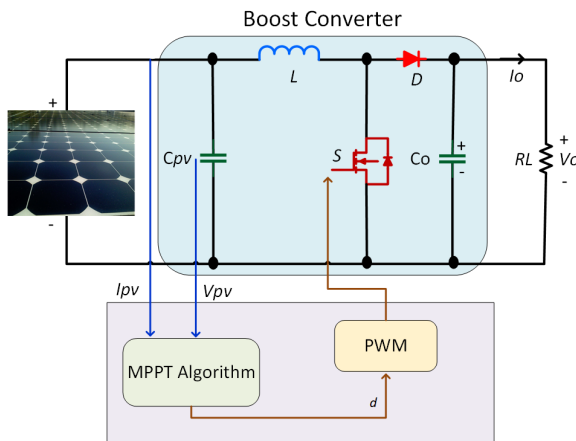 Boost Converter
L
D
Io
+
Cpv
S
Co
+
-
RL
+
Vo
-
-
Ipv
Vpv
MPPT Algorithm
PWM
d